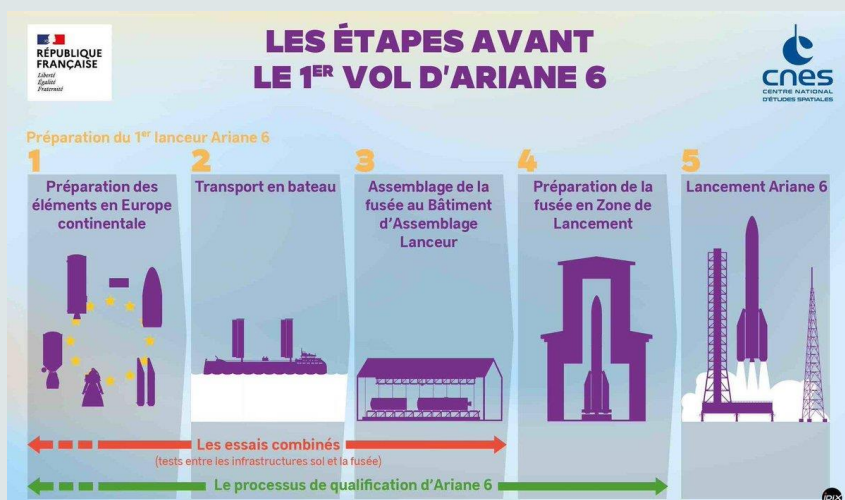 RÉPUBLIQUE
FRANÇAISE
Liberté
Égalité
Fraternité
LES ÉTAPES AVANT
LE 1ER VOL D'ARIANE 6
cnes
CENTRE NATIONAL
D'ÉTUDES SPATIALES
Préparation du 1er lanceur Ariane 6
1
Préparation des
éléments en Europe
continentale
2
Transport en bateau
3
Assemblage de la
fusée au Bâtiment
d'Assemblage
Lanceur
4
Préparation de la
fusée en Zone de
Lancement
5
Lancement Ariane 6
Les essais combinés
(tests entre les infrastructures sol et la fusée)
Le processus de qualification d'Ariane 6
idix